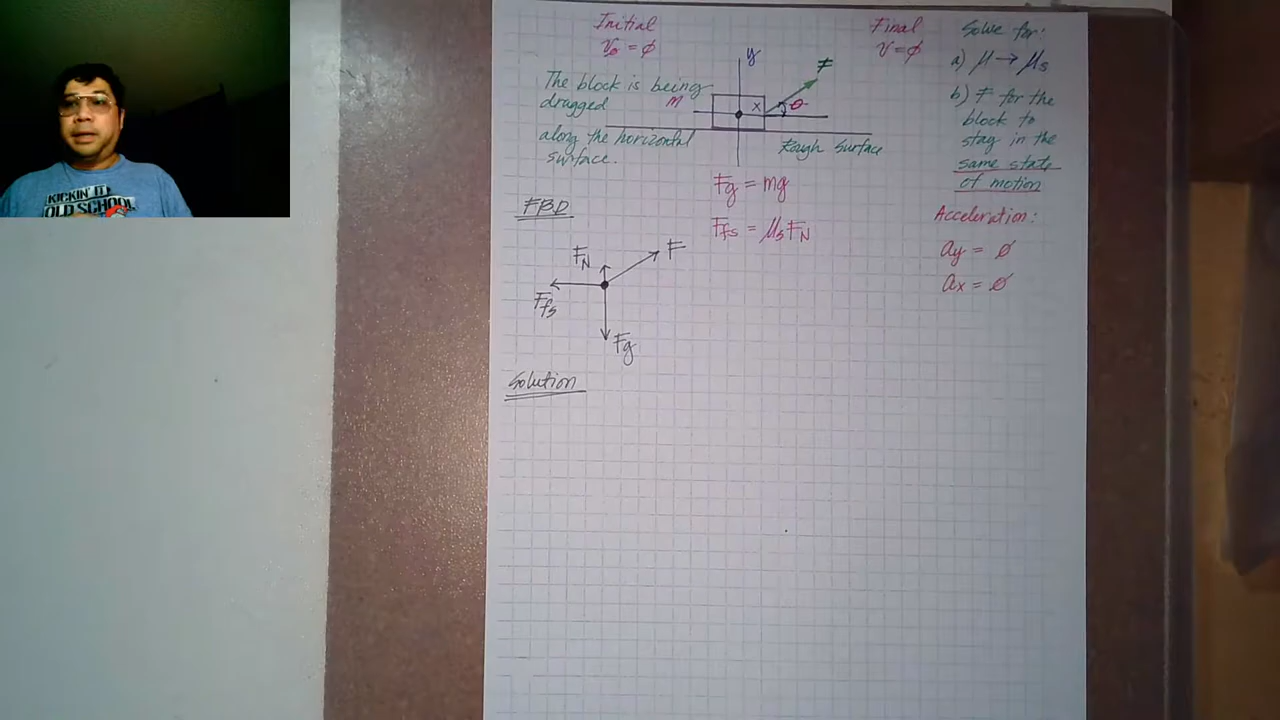 KICKIN' IT
OLD SCHOOL
Initial
v₀ = ∅
Final
v = ∅
Solve for:
a) μ → μs
b) F for the
block to
stag in the
same state
of motion
Acceleration:
ay = ∅
ax = ∅
The block is being
dragged
along the horizontal
surface.
y
F
M
x
θ
Rough Surface
Fg = mg
Ffs = μs FN
FBD
FN
F
Ffs
Fg
Solution